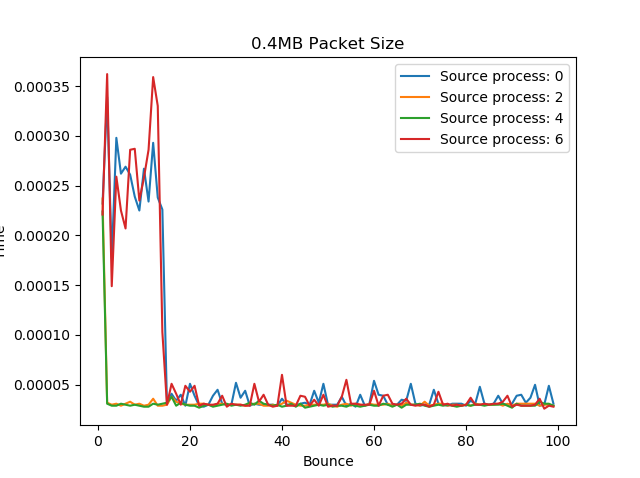 0.4MB Packet Size
Source process: 0
Source process: 2
Source process: 4
Source process: 6
0.00035
0.00030
0.00025
0.00020
0.00015
0.00010
0.00005
0 20 40 60 80 100
Bounce